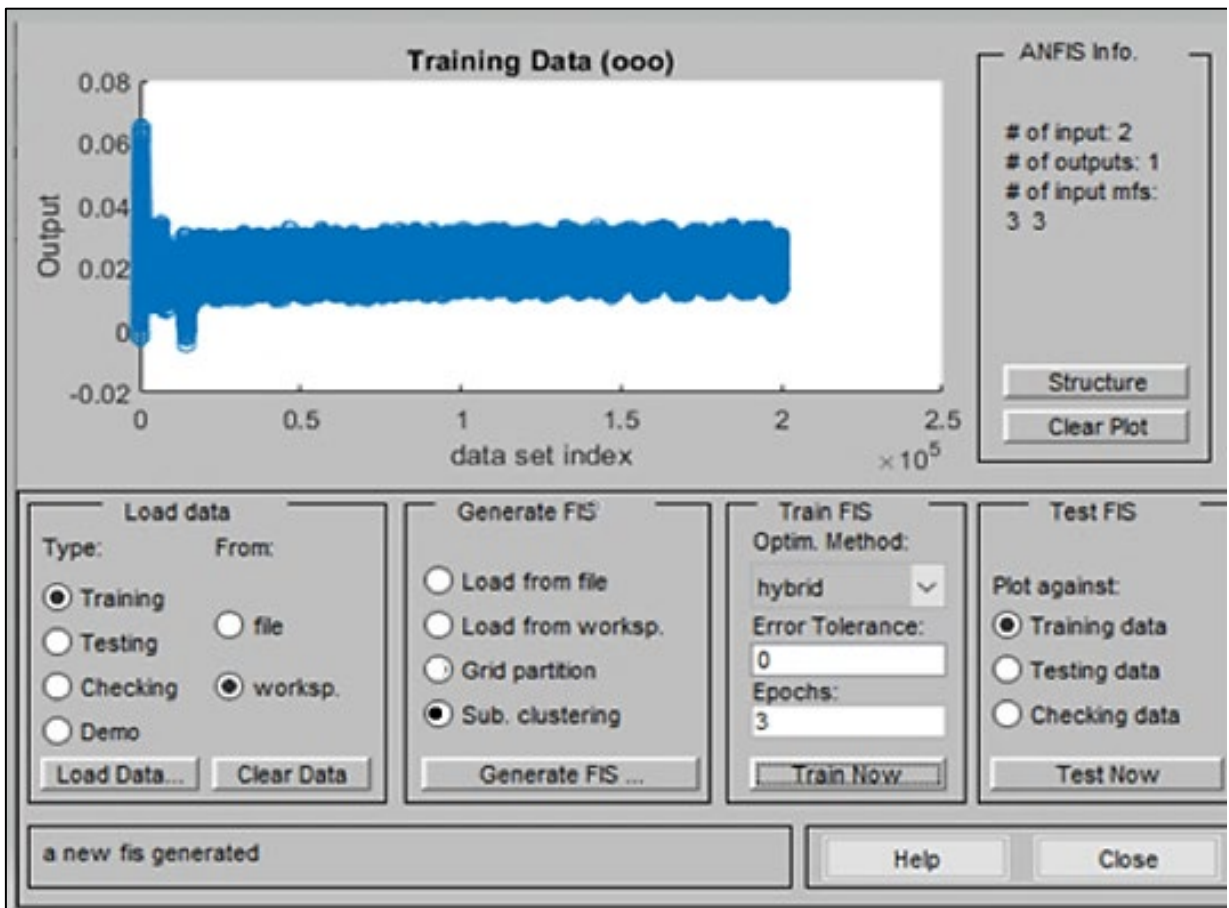 Training Data (ooo)
0.08
0.06
0.04
0.02
0
-0.02
Output
0
0.5
1
1.5
2
2.5
data set index
×10^5
ANFIS Info.
# of input: 2
# of outputs: 1
# of input mfs:
3 3
Structure
Clear Plot
Load data
Type:
From:
Training
Testing
Checking
Demo
file
worksp.
Load Data...
Clear Data
Generate FIS
Load from file
Load from worksp.
Grid partition
Sub. clustering
Generate FIS ...
Train FIS
Optim. Method:
hybrid
Error Tolerance:
0
Epochs:
3
Train Now
Test FIS
Plot against:
Training data
Testing data
Checking data
Test Now
a new fis generated
Help
Close